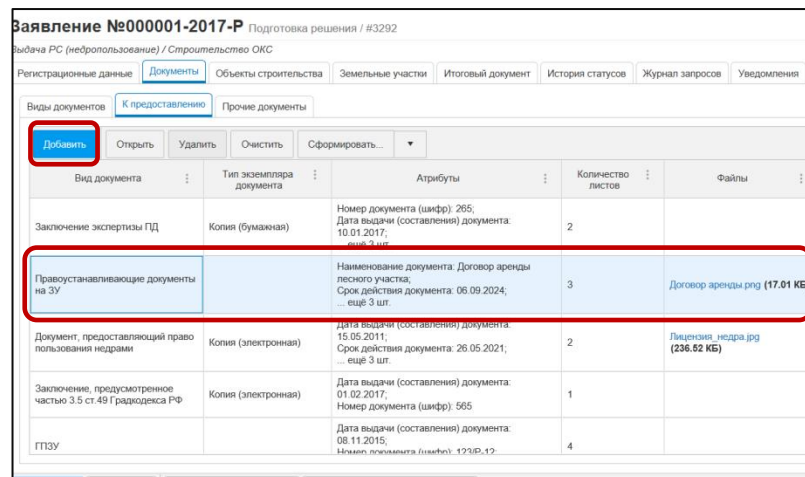 Заявление №000001-2017-Р Подготовка решения / #3292
Выдача РС (недропользование) / Строительство ОКС
Регистрационные данные Документы Объекты строительства Земельные участки Итоговый документ История статусов Журнал запросов Уведомления
Виды документов К предоставлению Прочие документы
Добавить Открыть Удалить Очистить Сформировать...
Вид документа Тип экземпляра документа Атрибуты Количество листов Файлы
Заключение экспертизы ПД Копия (бумажная) Номер документа (шифр): 265;
Дата выдачи (составления) документа:
10.01.2017;
... ещё 3 шт. 2
Правоустанавливающие документы
на ЗУ Наименование документа: Договор аренды
лесного участка;
Срок действия документа: 06.09.2024;
... ещё 3 шт. 3 Договор аренды.png (17.01 КБ
Документ, предоставляющий право
пользования недрами Копия (электронная) Дата выдачи (составления) документа:
15.05.2011;
Срок действия документа: 26.05.2021;
... ещё 3 шт. 2 Лицензия_недра.jpg
(236.52 КБ)
Заключение, предусмотренное
частью 3.5 ст.49 Градкодекса РФ Копия (электронная) Дата выдачи (составления) документа:
01.02.2017;
Номер документа (шифр): 565 1
ГПЗУ Дата выдачи (составления) документа:
08.11.2015;
Номер документа (шифр): 123/Р-12; 4